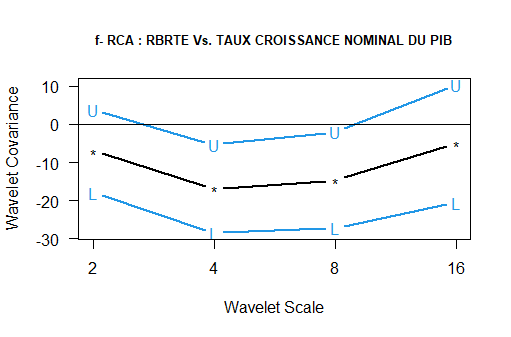 f- RCA : RBRTE Vs. TAUX CROISSANCE NOMINAL DU PIB
Wavelet Covariance
10
0
-10
-20
-30
U
U
U
U
*
*
*
*
L
L
L
L
2
4
8
16
Wavelet Scale